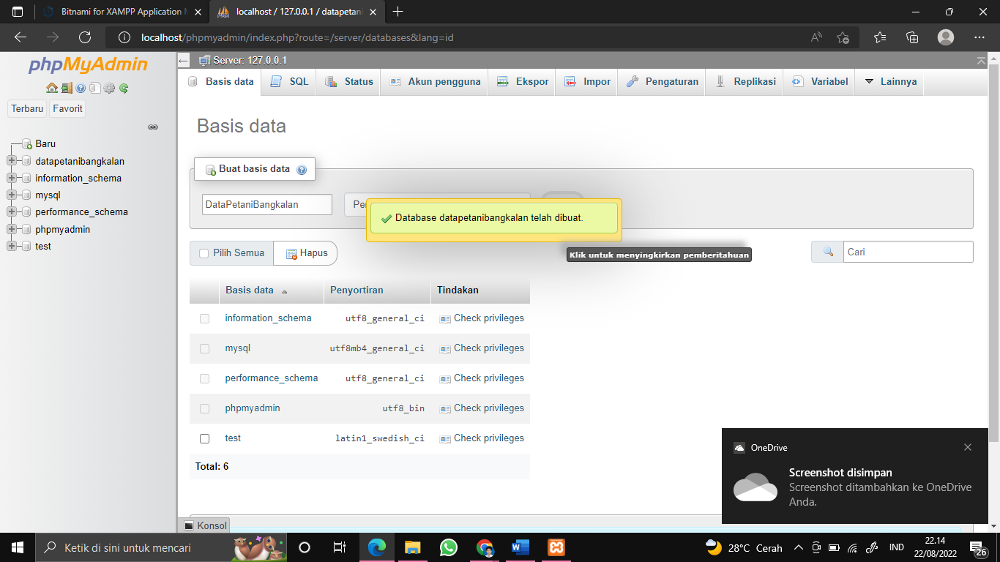 Bitnami for XAMPP Application M
localhost / 127.0.0.1 / datapetani
localhost/phpmyadmin/index.php?route=/server/databases&lang=id
phpMyAdmin
Terbaru
Favorit
Baru
datapetanibangkalan
information_schema
mysql
performance_schema
phpmyadmin
test
Server: 127.0.0.1
Basis data
SQL
Status
Akun pengguna
Ekspor
Impor
Pengaturan
Replikasi
Variabel
Lainnya
Basis data
Buat basis data
DataPetaniBangkalan
Database datapetanibangkalan telah dibuat.
Klik untuk menyingkirkan pemberitahuan
Pilih Semua
Hapus
Cari
Basis data Penyortiran Tindakan
information_schema utf8_general_ci Check privileges
mysql utf8mb4_general_ci Check privileges
performance_schema utf8_general_ci Check privileges
phpmyadmin utf8_bin Check privileges
test latin1_swedish_ci Check privileges
Total: 6
Konsol
OneDrive
Screenshot disimpan
Screenshot ditambahkan ke OneDrive
Anda.
Ketik di sini untuk mencari
28°C Cerah
IND
22.14
22/08/2022
26